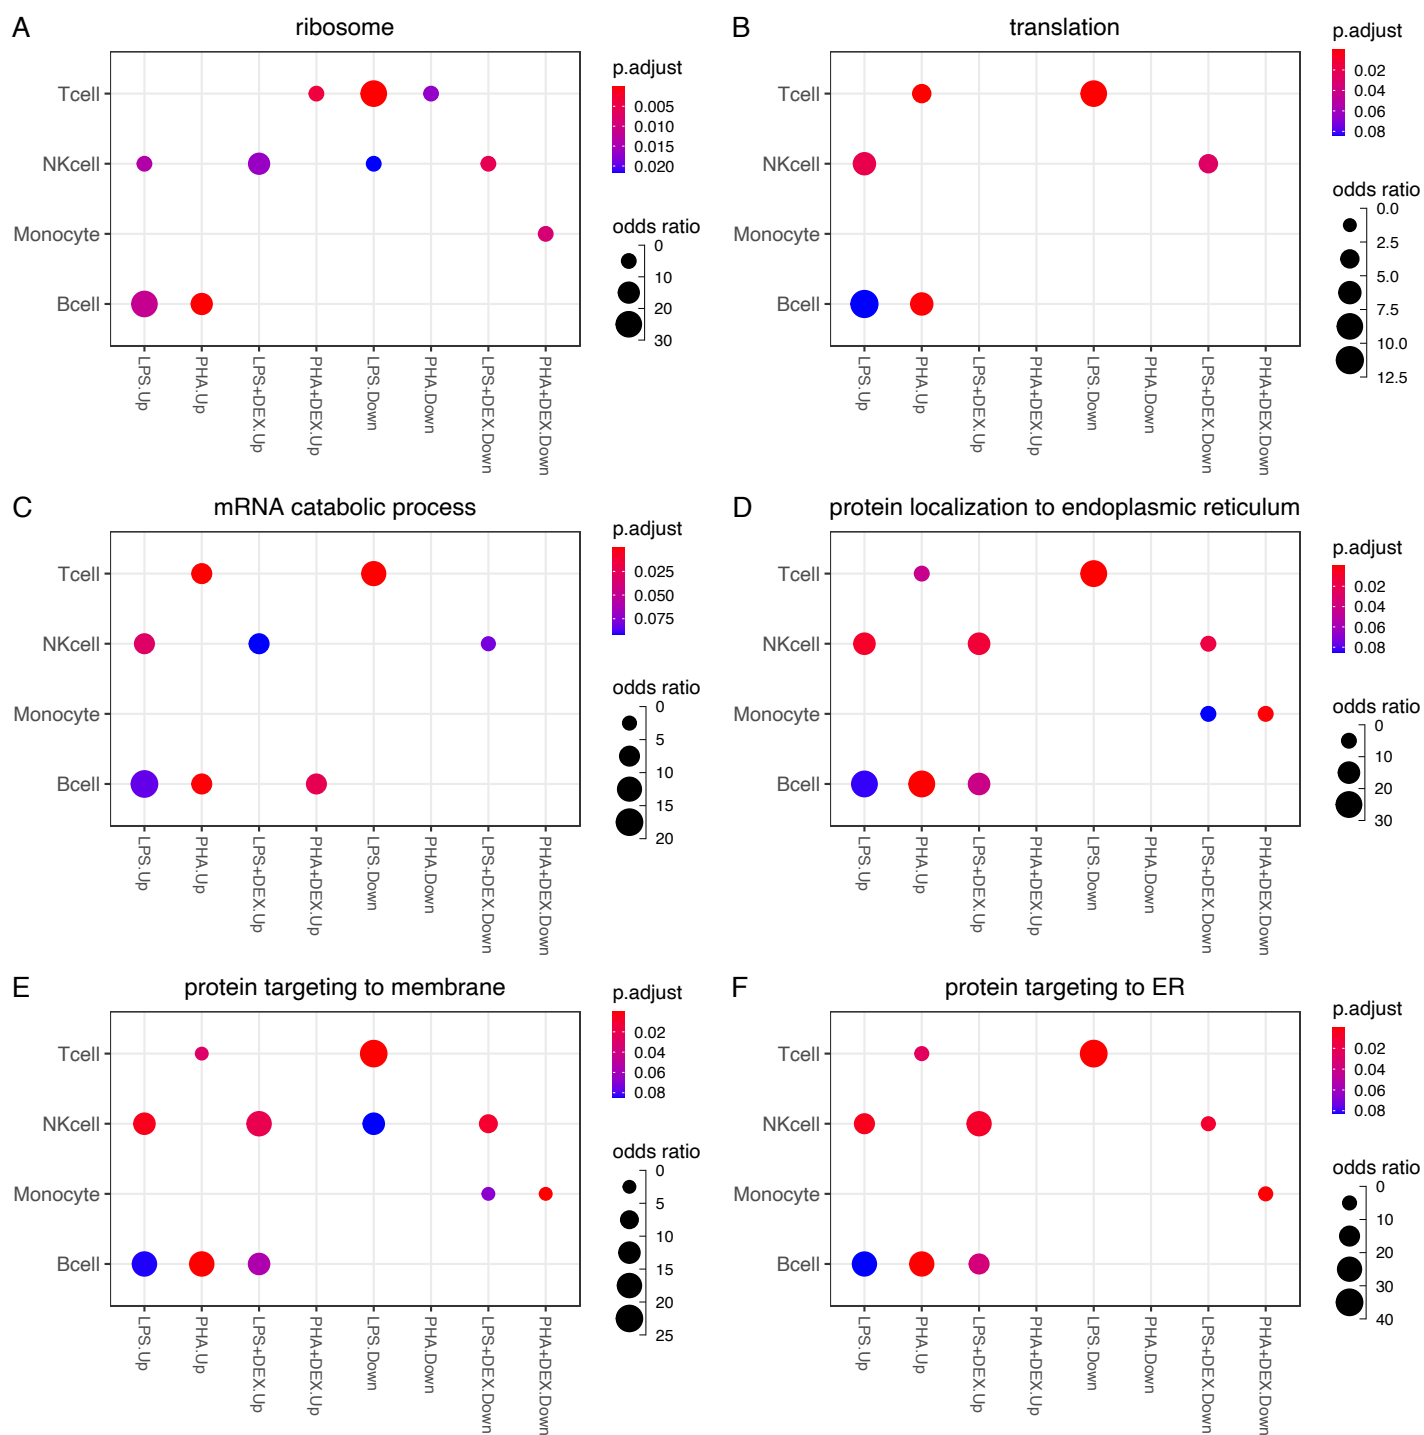 A
ribosome
Tcell
NKcell
Monocyte
Bcell
LPS.Up
PHA.Up
LPS+DEX.Up
PHA+DEX.Up
LPS.Down
PHA.Down
LPS+DEX.Down
PHA+DEX.Down
p.adjust
0.005
0.010
0.015
0.020
odds ratio
0
10
20
30
B
translation
Tcell
NKcell
Monocyte
Bcell
LPS.Up
PHA.Up
LPS+DEX.Up
PHA+DEX.Up
LPS.Down
PHA.Down
LPS+DEX.Down
PHA+DEX.Down
p.adjust
0.02
0.04
0.06
0.08
odds ratio
0.0
2.5
5.0
7.5
10.0
12.5
C
mRNA catabolic process
Tcell
NKcell
Monocyte
Bcell
LPS.Up
PHA.Up
LPS+DEX.Up
PHA+DEX.Up
LPS.Down
PHA.Down
LPS+DEX.Down
PHA+DEX.Down
p.adjust
0.025
0.050
0.075
odds ratio
0
5
10
15
20
D
protein localization to endoplasmic reticulum
Tcell
NKcell
Monocyte
Bcell
LPS.Up
PHA.Up
LPS+DEX.Up
PHA+DEX.Up
LPS.Down
PHA.Down
LPS+DEX.Down
PHA+DEX.Down
p.adjust
0.02
0.04
0.06
0.08
odds ratio
0
10
20
30
E
protein targeting to membrane
Tcell
NKcell
Monocyte
Bcell
LPS.Up
PHA.Up
LPS+DEX.Up
PHA+DEX.Up
LPS.Down
PHA.Down
LPS+DEX.Down
PHA+DEX.Down
p.adjust
0.02
0.04
0.06
0.08
odds ratio
0
5
10
15
20
25
F
protein targeting to ER
Tcell
NKcell
Monocyte
Bcell
LPS.Up
PHA.Up
LPS+DEX.Up
PHA+DEX.Up
LPS.Down
PHA.Down
LPS+DEX.Down
PHA+DEX.Down
p.adjust
0.02
0.04
0.06
0.08
odds ratio
0
10
20
30
40